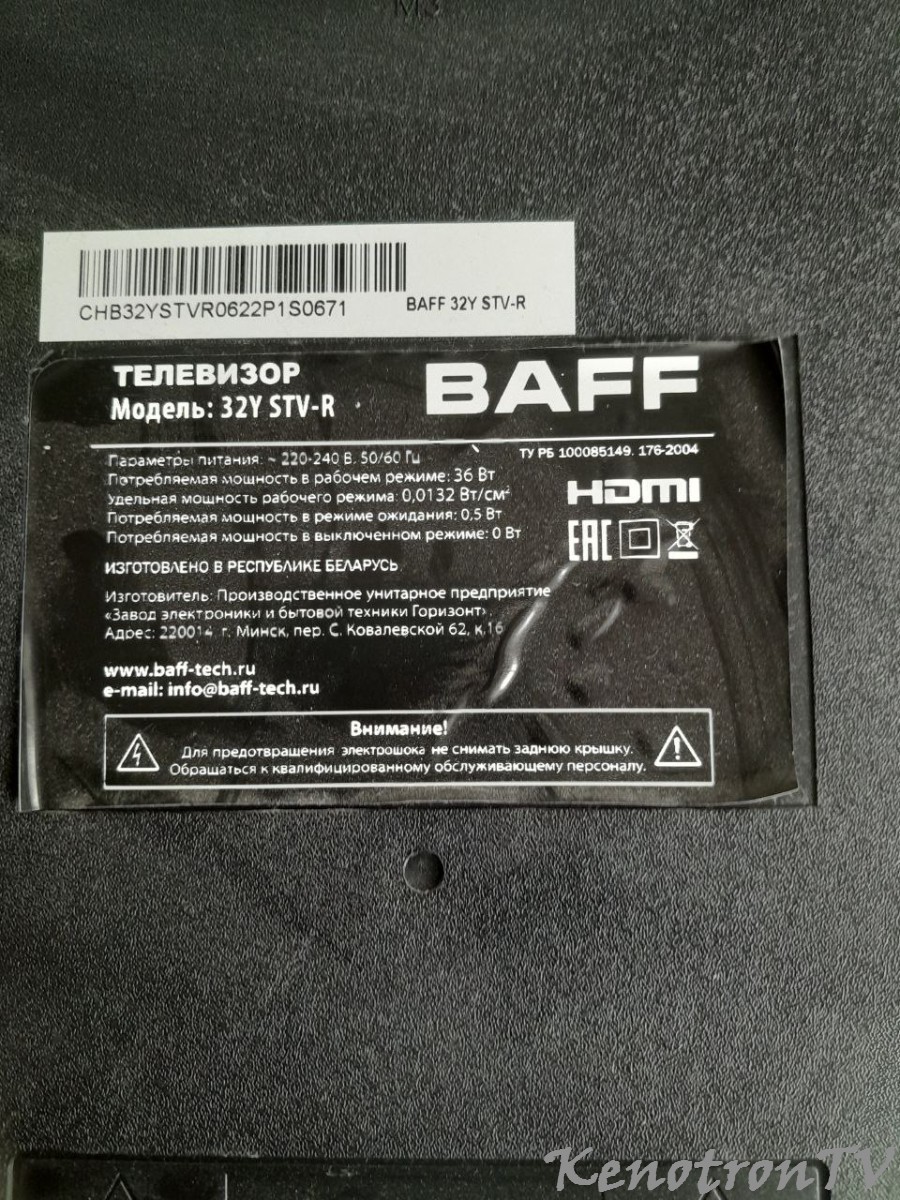 M3
CHB32YSTVR0622P1S0671
BAFF 32Y STV-R
ТЕЛЕВИЗОР
Модель: 32Y STV-R
BAFF
Параметры питания: ~ 220-240 В, 50/60 Гц
ТУ РБ 100085149. 176-2004
Потребляемая мощность в рабочем режиме: 36 Вт
Удельная мощность рабочего режима: 0,0132 Вт/см²
Потребляемая мощность в режиме ожидания: 0,5 Вт
Потребляемая мощность в выключенном режиме: 0 Вт
HDMI
EAC
ИЗГОТОВЛЕНО В РЕСПУБЛИКЕ БЕЛАРУСЬ
Изготовитель: Производственное унитарное предприятие
«Завод электроники и бытовой техники Горизонт».
Адрес: 220014 г. Минск, пер. С. Ковалевской 62, к.16
www.baff-tech.ru
e-mail: info@baff-tech.ru
Внимание!
Для предотвращения электрошока не снимать заднюю крышку.
Обращаться к квалифицированному обслуживающему персоналу.
KenotronTV